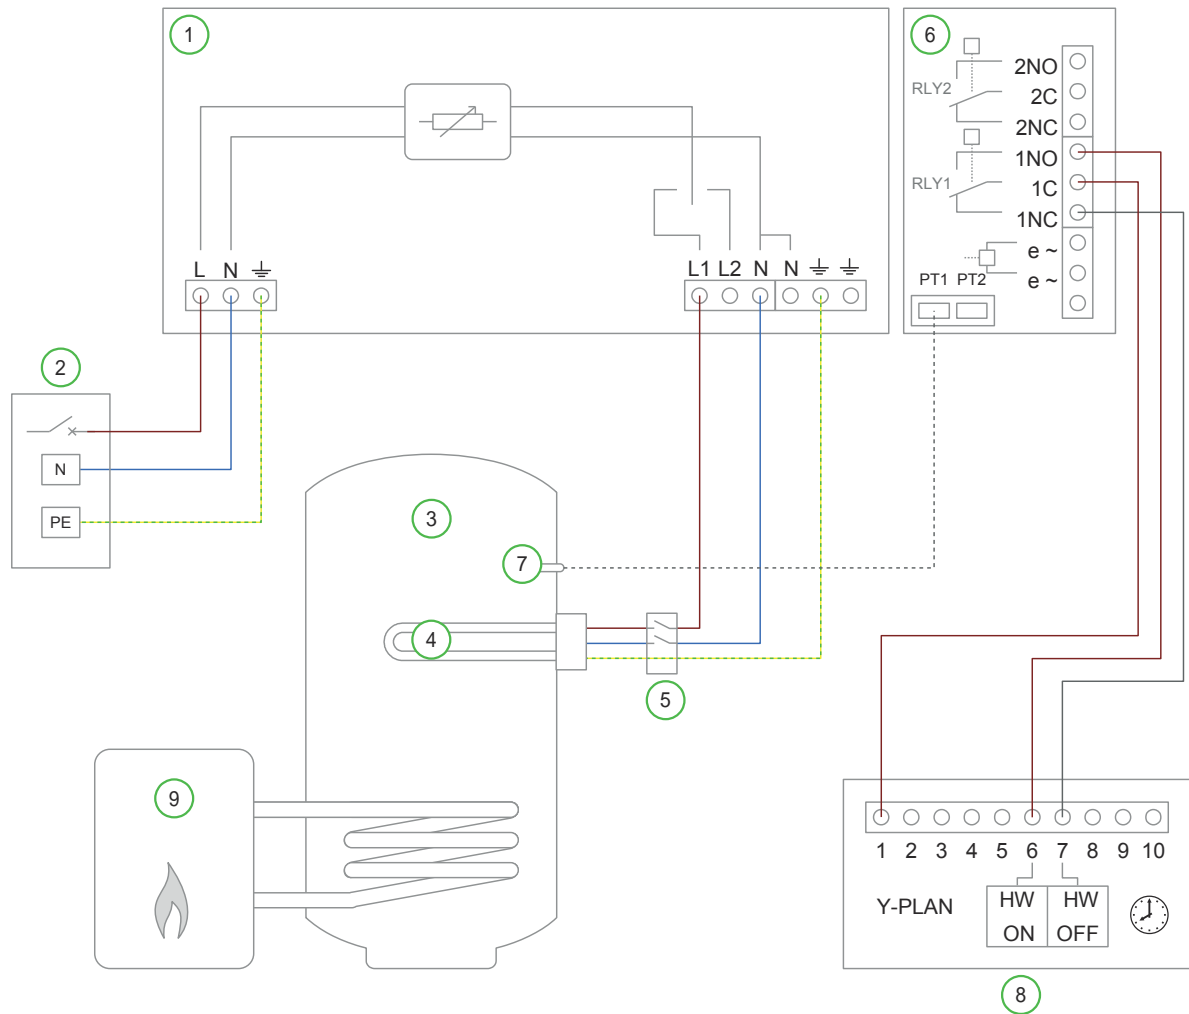 1
6
2NO
RLY2
2C
2NC
1NO
RLY1
1C
1NC
e ~
e ~
PT1 PT2
L N
L1 L2 N N
2
N
PE
3
7
4
5
9
1 2 3 4 5 6 7 8 9 10
Y-PLAN
HW HW
ON OFF
8